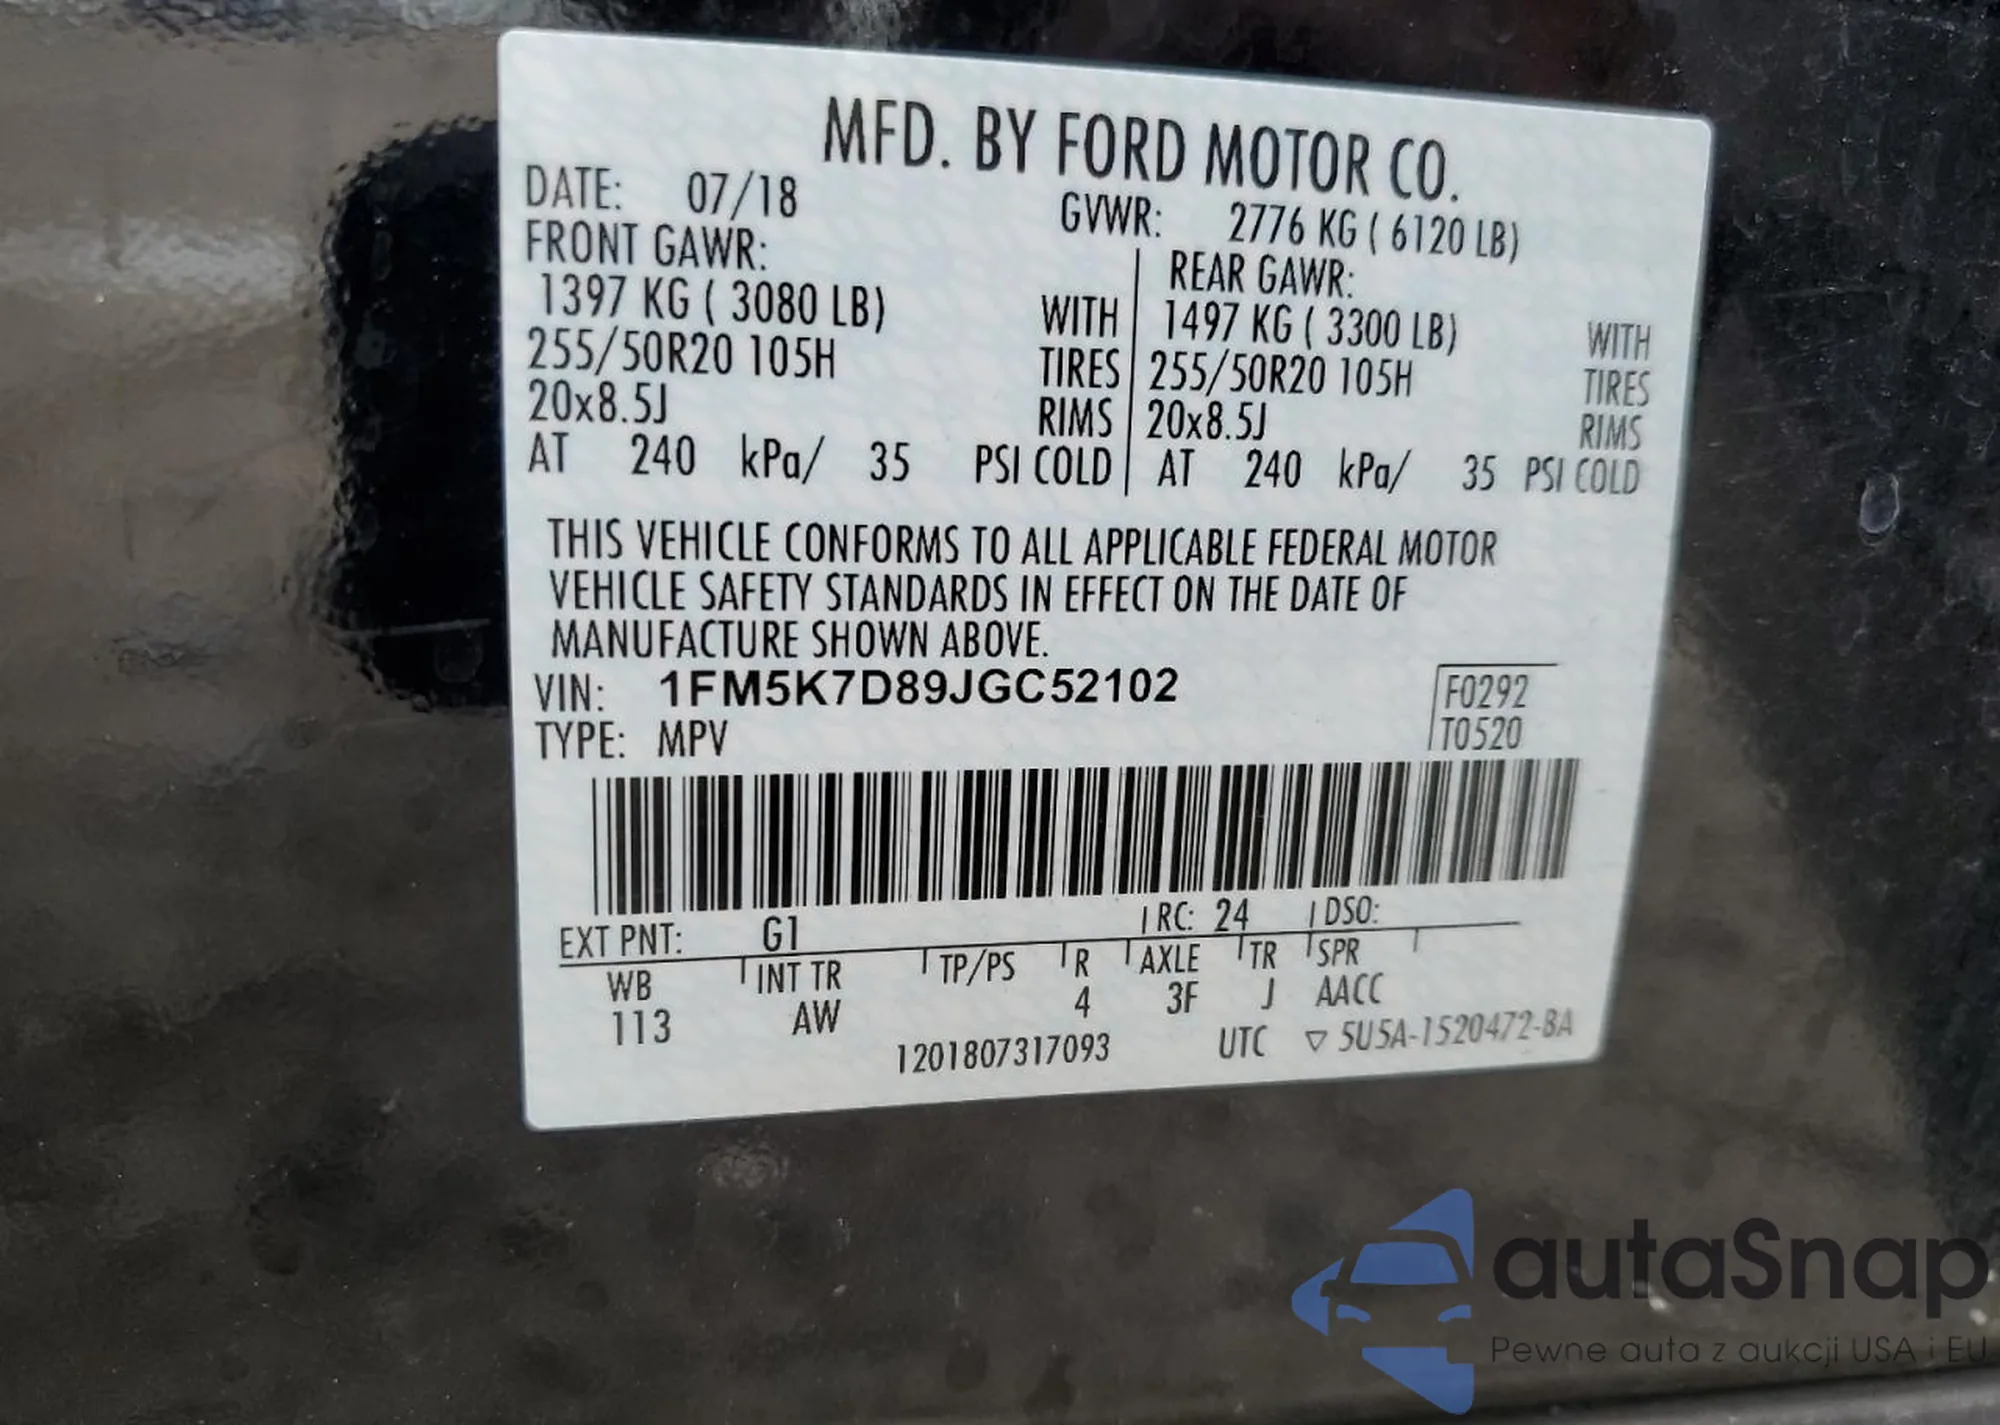 MFD. BY FORD MOTOR CO.
DATE: 07/18 GVWR: 2776 KG ( 6120 LB)
FRONT GAWR: REAR GAWR:
1397 KG ( 3080 LB) WITH 1497 KG ( 3300 LB) WITH
255/50R20 105H TIRES 255/50R20 105H TIRES
20x8.5J RIMS 20x8.5J RIMS
AT 240 kPa/ 35 PSI COLD AT 240 kPa/ 35 PSI COLD
THIS VEHICLE CONFORMS TO ALL APPLICABLE FEDERAL MOTOR
VEHICLE SAFETY STANDARDS IN EFFECT ON THE DATE OF
MANUFACTURE SHOWN ABOVE.
VIN: 1FM5K7D89JGC52102 F0292
TYPE: MPV T0520
EXT PNT: G1 RC: 24 DSO:
WB INT TR TP/PS R AXLE TR SPR
113 AW 4 3F J AACC
1201807317093 UTC ▽ 5U5A-1520472-BA
autaSnap
Pewne auta z aukcji USA i EU